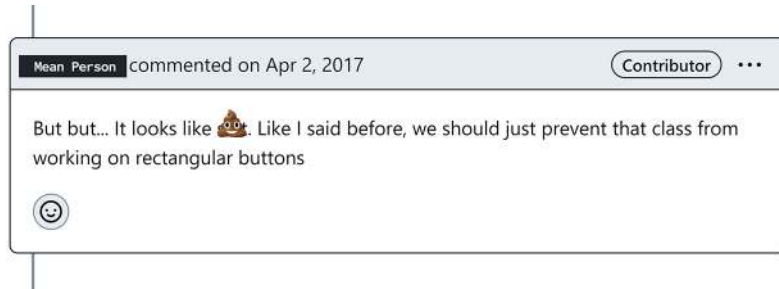 Mean Person commented on Apr 2, 2017 Contributor
But but... It looks like 💩. Like I said before, we should just prevent that class from
working on rectangular buttons